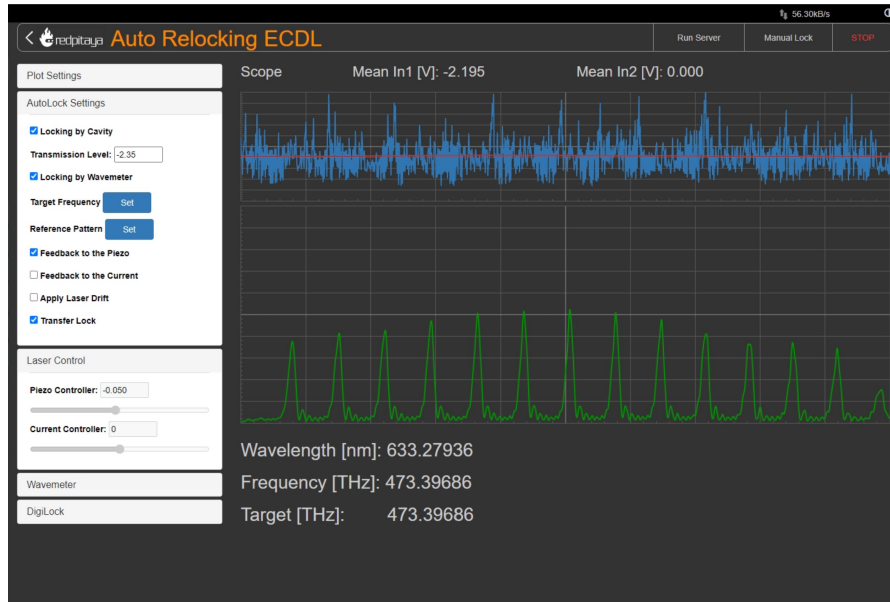 56.30kB/s
redpitaya Auto Relocking ECDL
Run Server
Manual Lock
STOP
Plot Settings
AutoLock Settings
Locking by Cavity
Transmission Level: -2.35
Locking by Wavemeter
Target Frequency Set
Reference Pattern Set
Feedback to the Piezo
Feedback to the Current
Apply Laser Drift
Transfer Lock
Laser Control
Piezo Controller: -0.050
Current Controller: 0
Wavemeter
DigiLock
Scope Mean In1 [V]: -2.195 Mean In2 [V]: 0.000
Wavelength [nm]: 633.27936
Frequency [THz]: 473.39686
Target [THz]: 473.39686